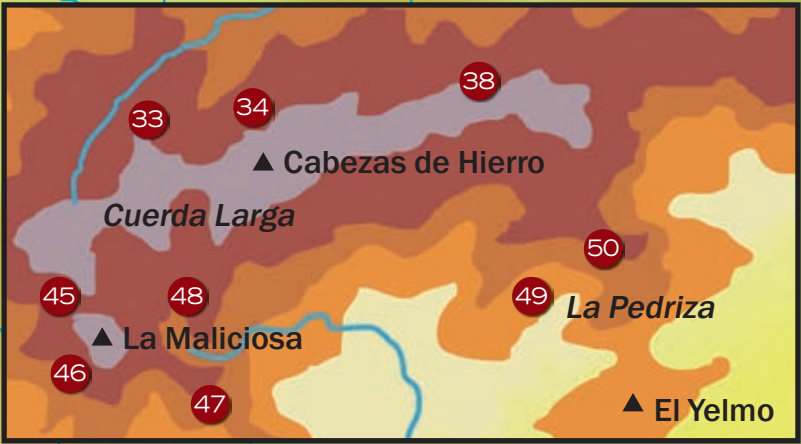 38
34
33
Cabezas de Hierro
Cuerda Larga
50
45
48
49
La Pedriza
La Maliciosa
46
47
El Yelmo